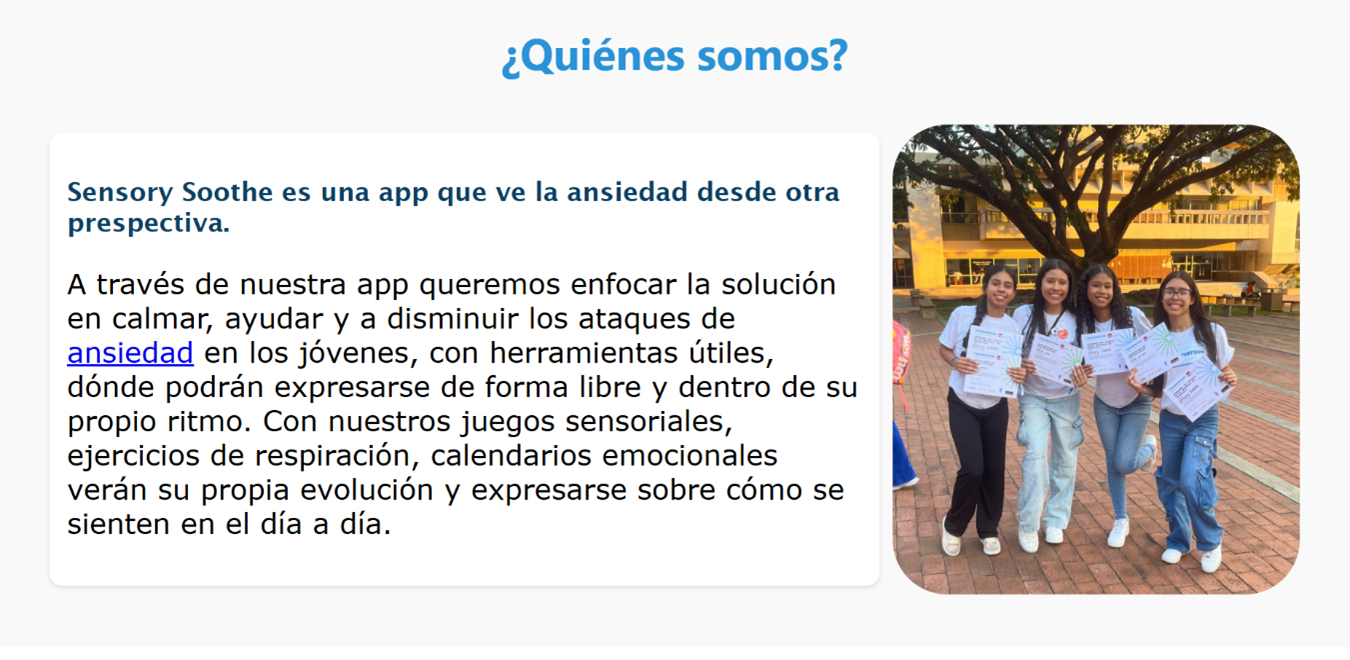 ¿Quiénes somos?
Sensory Soothe es una app que ve la ansiedad desde otra
prespectiva.
A través de nuestra app queremos enfocar la solución
en calmar, ayudar y a disminuir los ataques de
ansiedad en los jóvenes, con herramientas útiles,
dónde podrán expresarse de forma libre y dentro de su
propio ritmo. Con nuestros juegos sensoriales,
ejercicios de respiración, calendarios emocionales
verán su propia evolución y expresarse sobre cómo se
sienten en el día a día.